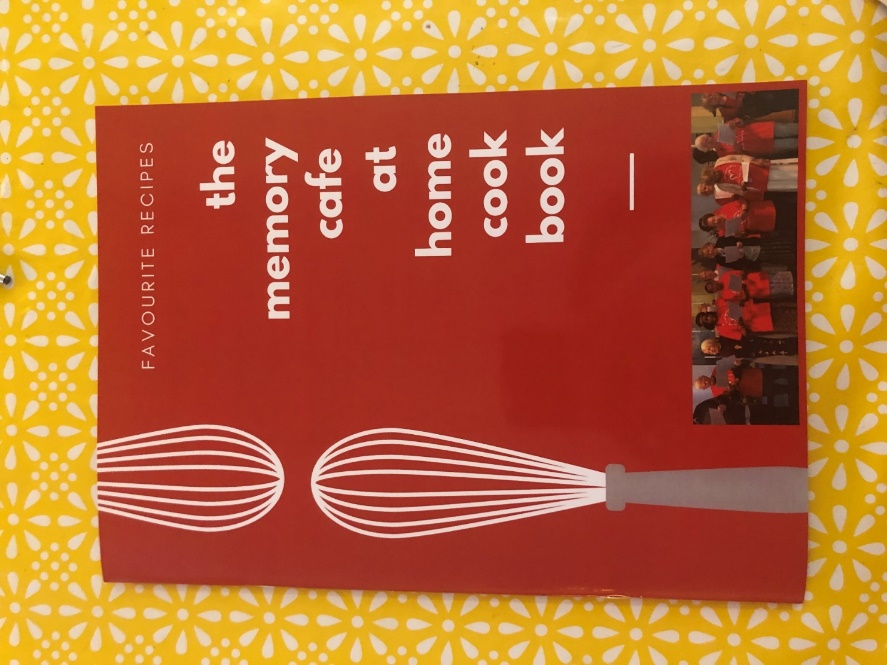 FAVOURITE RECIPES
the
memory
cafe
at
home
cook
book